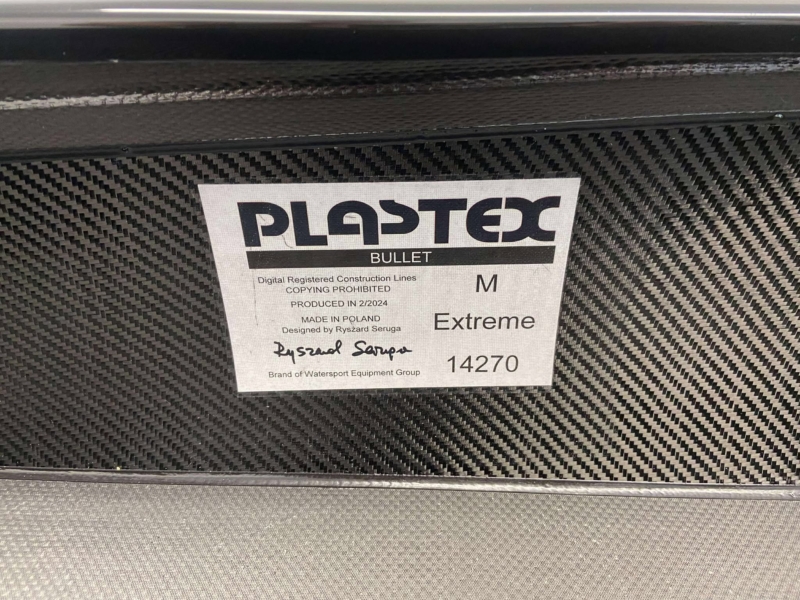 PLASTEX
BULLET
Digital Registered Construction Lines
COPYING PROHIBITED
PRODUCED IN 2/2024
MADE IN POLAND
Designed by Ryszard Seruga
Ryszard Seruga
Brand of Watersport Equipment Group
M
Extreme
14270